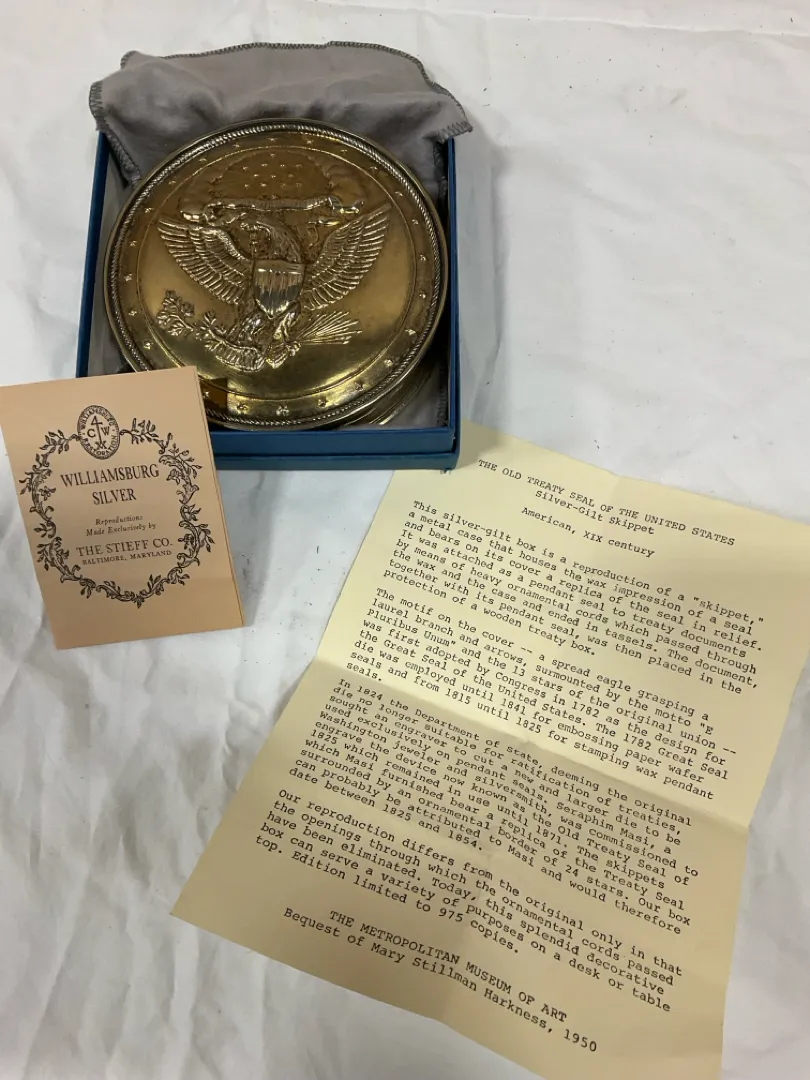 WILLIAMSBURG
RESTORATION
CW
WILLIAMSBURG
SILVER
Reproductions
Made Exclusively by
THE STIEFF CO.
BALTIMORE, MARYLAND
THE OLD TREATY SEAL OF THE UNITED STATES
Silver-Gilt Skippet
American, XIX century
This silver-gilt box is a reproduction of a "skippet,"
a metal case that houses the wax impression of a seal
and bears on its cover a replica of the seal in relief.
It was attached as a pendant seal to treaty documents
by means of heavy ornamental cords which passed through
the wax and the case and ended in tassels. The document,
together with its pendant seal, was then placed in the
protection of a wooden treaty box.
The motif on the cover -- a spread eagle grasping a
laurel branch and arrows, surmounted by the motto "E
pluribus Unum" and the 13 stars of the original union --
was first adopted by Congress in 1782 as the design for
the Great Seal of the United States. The 1782 Great Seal
die was employed until 1841 for embossing paper wafer
seals and from 1815 until 1825 for stamping wax pendant
seals.
In 1824 the Department of State, deeming the original
die no longer suitable for ratification of treaties,
sought an engraver to cut a new and larger die to be
used exclusively on pendant seals. Seraphim Masi, a
Washington jeweler and silversmith, was commissioned to
engrave the device now known as the Old Treaty Seal of
1825 which remained in use until 1871. The skippets
which Masi furnished bear a replica of the Treaty Seal
surrounded by an ornamental border of 24 stars. Our box
can probably be attributed to Masi and would therefore
date between 1825 and 1854.
Our reproduction differs from the original only in that
the openings through which the ornamental cords passed
have been eliminated. Today, this splendid decorative
box can serve a variety of purposes on a desk or table
top. Edition limited to 975 copies.
THE METROPOLITAN MUSEUM OF ART
Bequest of Mary Stillman Harkness, 1950